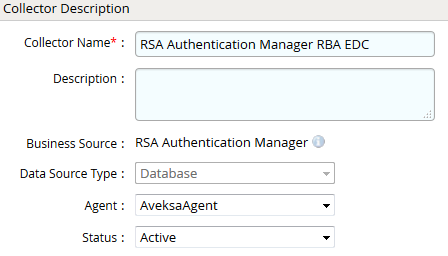 Collector Description
Collector Name* : RSA Authentication Manager RBA EDC
Description :
Business Source : RSA Authentication Manager
Data Source Type : Database
Agent : AveksaAgent
Status : Active